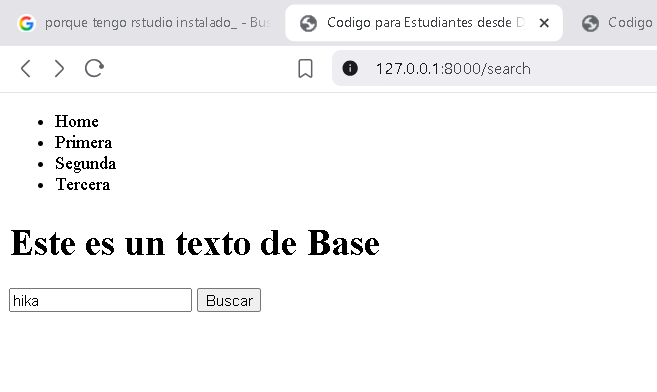 porque tengo rstudio instalado_ - Bus
Codigo para Estudiantes desde D
Codigo
127.0.0.1:8000/search
Home
Primera
Segunda
Tercera
Este es un texto de Base
hika Buscar